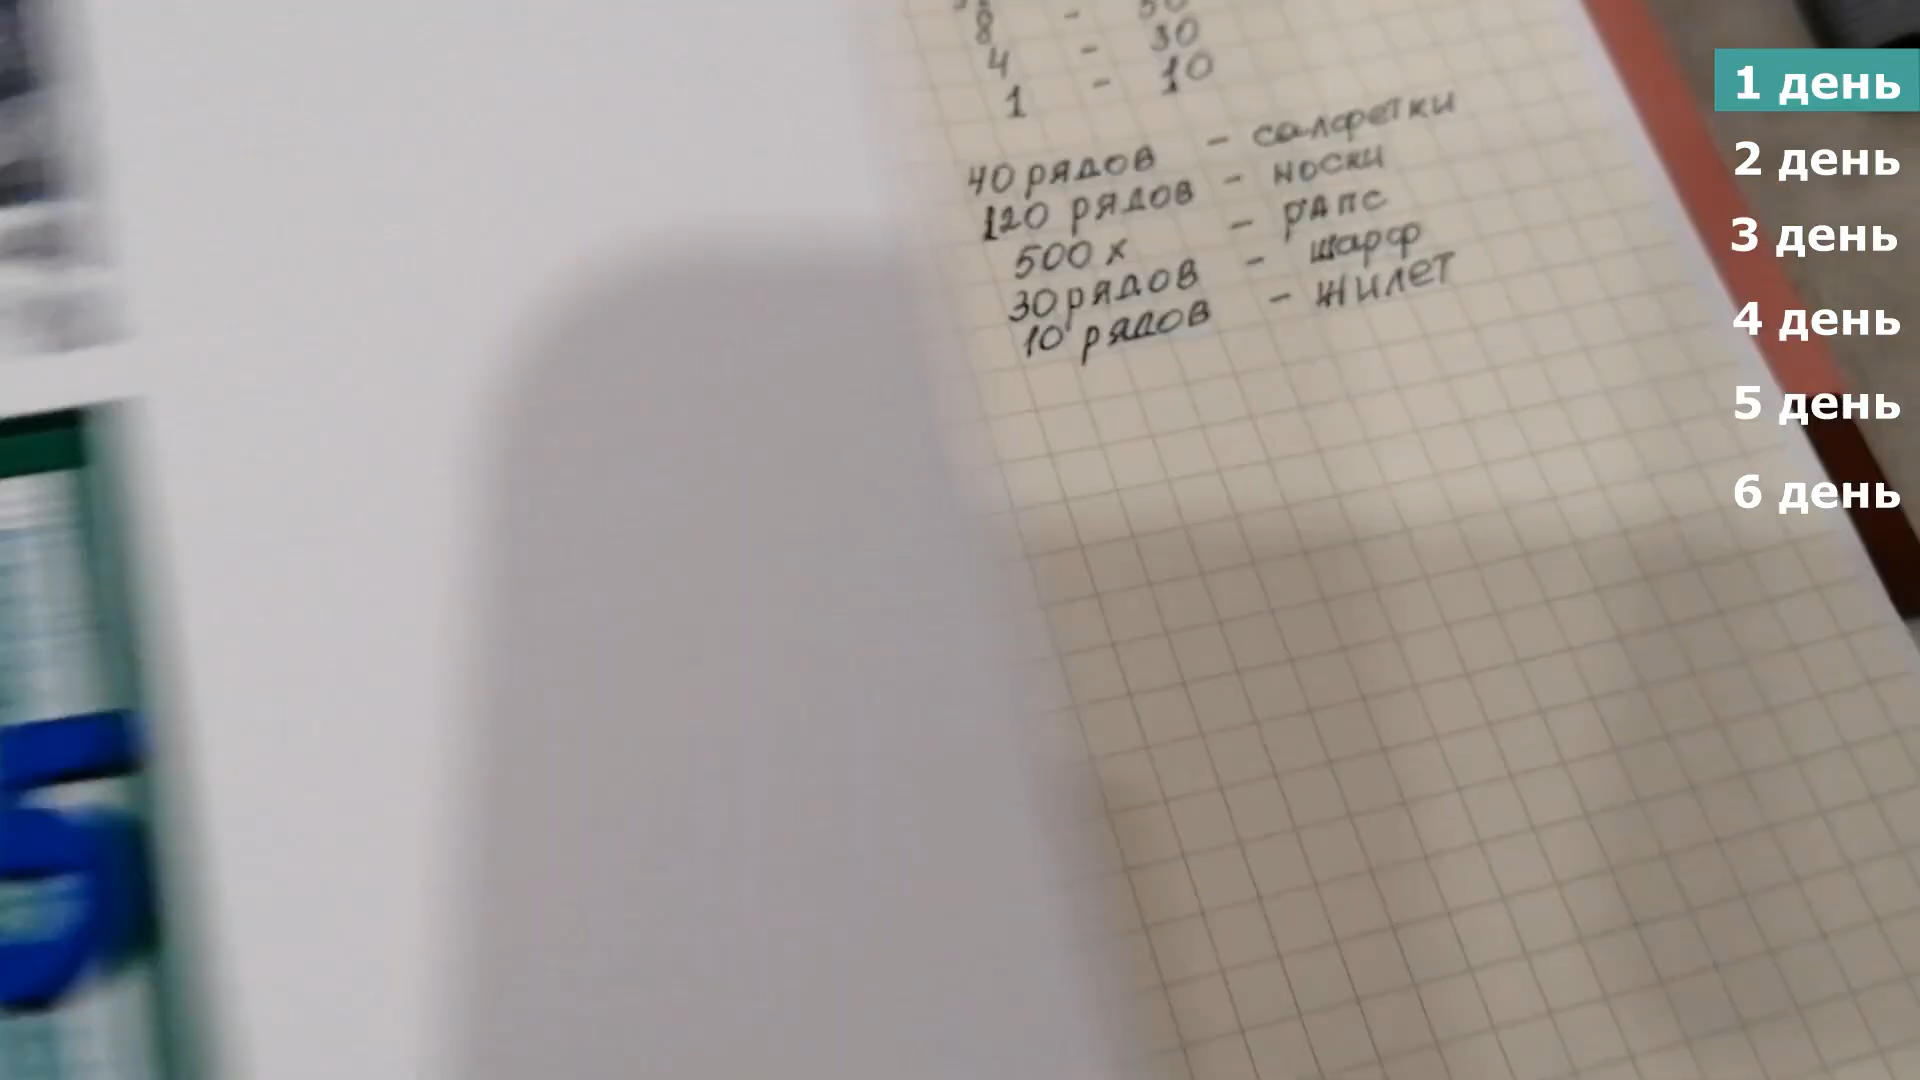 8 - 50
4 - 30
1 - 10
40 рядов - салфетки
120 рядов - носки
500 х - рапс
30 рядов - шарф
10 рядов - жилет
1 день
2 день
3 день
4 день
5 день
6 день